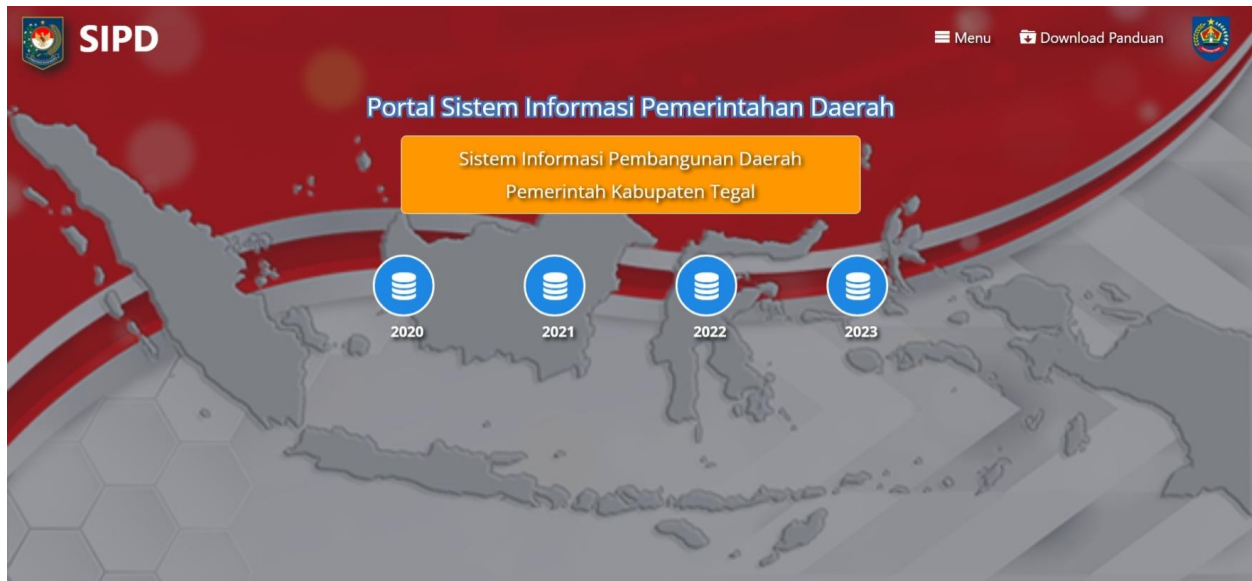 SIPD
Menu
Download Panduan
Portal Sistem Informasi Pemerintahan Daerah
Sistem Informasi Pembangunan Daerah
Pemerintah Kabupaten Tegal
2020
2021
2022
2023